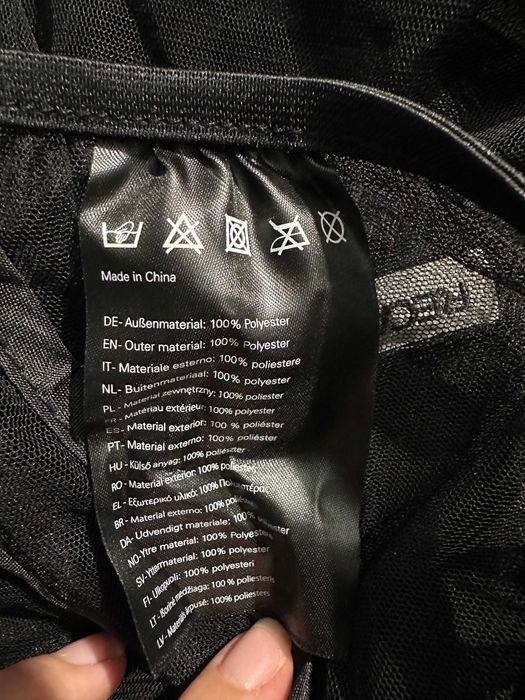 Made in China
DE- Außenmaterial: 100% Polyester
EN- Outer material: 100% polyester
IT- Materiale esterno: 100% poliestere
NL- Buitenmateriaal: 100% polyester
PL - Materiał zewnętrzny: 100% poliester
FR - Matériau extérieur: 100% polyester
ES- Material exterior: 100 % poliéster
PT- Material externo: 100% poliéster
HU - Külső anyag: 100% poliészter
RO - Material exterior: 100% poliester
EL- Εξωτερικό υλικό: 100%
BR - Material externo: 100%
DA- Udvendigt materiale: 100%
NO-Ytre material: 100% Polyester
SV- Yttermaterial: 100% polyester
FI- Ulkopuoli: 100% polyesteri
LT - Išorinė medžiaga: 100%
LV- Materiāls ārpusē: 100% poliesters